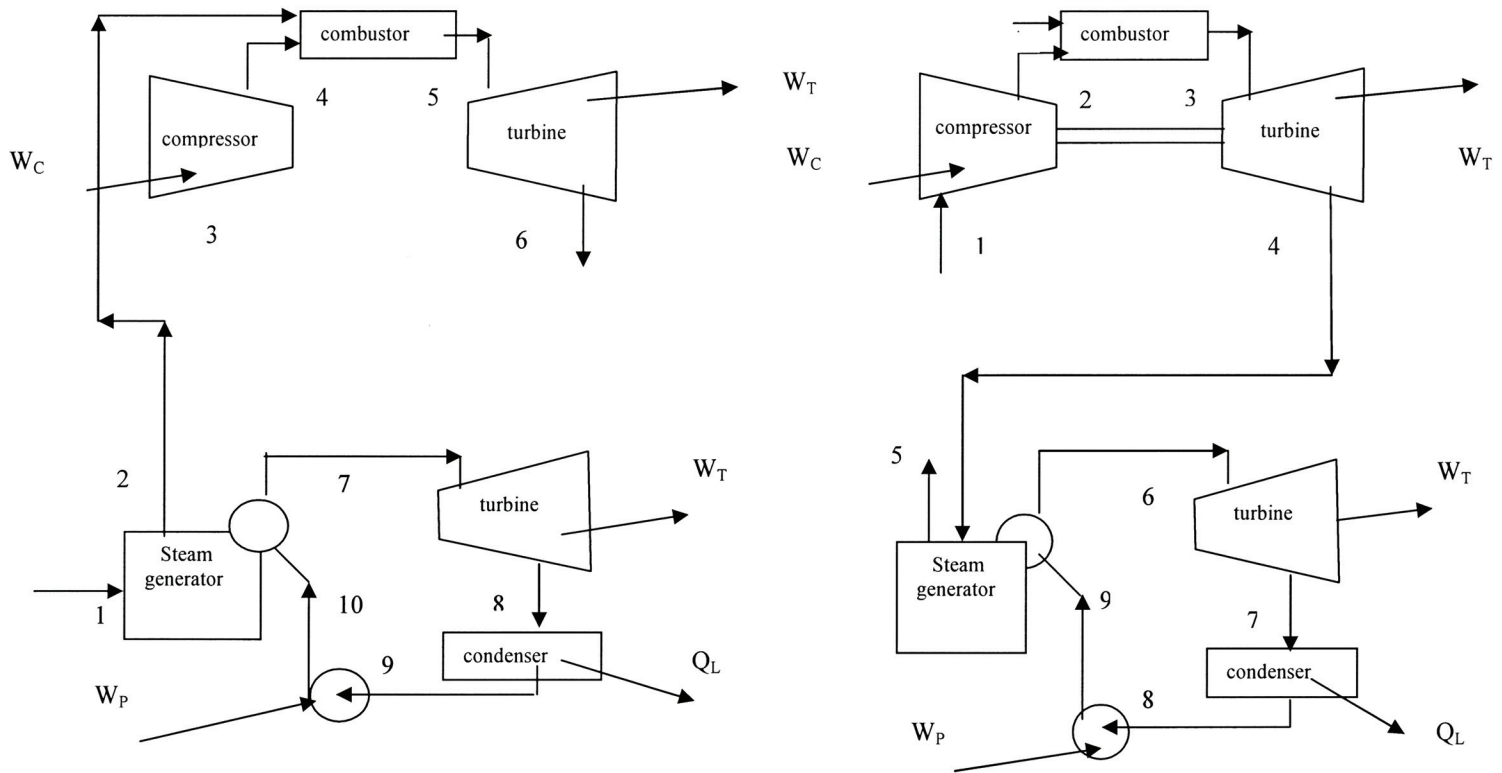 combustor
4
5
compressor
turbine
W_T
W_C
3
6
2
7
turbine
W_T
Steam
generator
1
10
8
condenser
9
Q_L
W_P
combustor
2
3
compressor
turbine
W_C
W_T
1
4
5
6
turbine
W_T
Steam
generator
9
7
condenser
8
W_P
Q_L